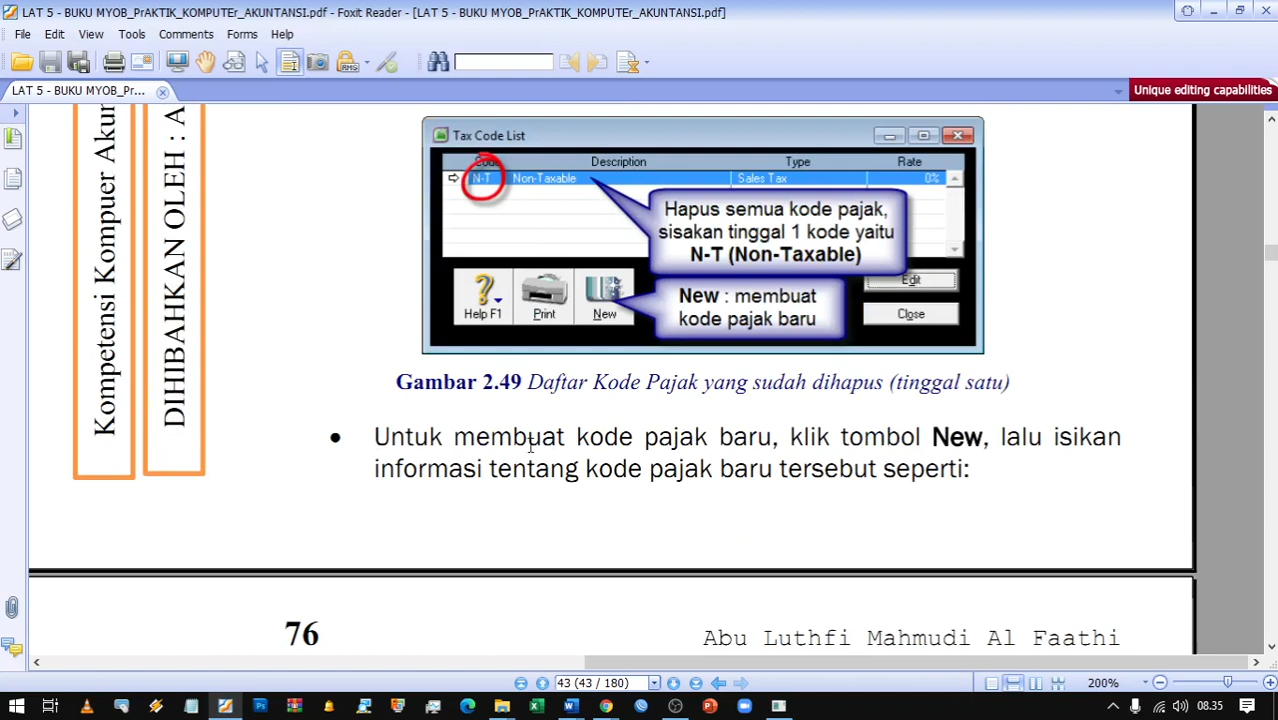 LAT 5 - BUKU MYOB_PrAKTIK_KOMPUTEr_AKUNTANSI.pdf - Foxit Reader - [LAT 5 - BUKU MYOB_PrAKTIK_KOMPUTEr_AKUNTANSI.pdf]
File Edit View Tools Comments Forms Help
RMS
LAT 5 - BUKU MYOB_Pr...
Unique editing capabilities
Kompetensi Kompuer Akun
DIHIBAHKAN OLEH : A
Tax Code List
Code Description Type Rate
N-T Non-Taxable Sales Tax 0%
Hapus semua kode pajak,
sisakan tinggal 1 kode yaitu
N-T (Non-Taxable)
Edit
New : membuat
kode pajak baru
Help F1 Print New Close
Gambar 2.49 Daftar Kode Pajak yang sudah dihapus (tinggal satu)
• Untuk membuat kode pajak baru, klik tombol New, lalu isikan
informasi tentang kode pajak baru tersebut seperti:
76 Abu Luthfi Mahmudi Al Faathi
43 (43 / 180) 200%
08.35